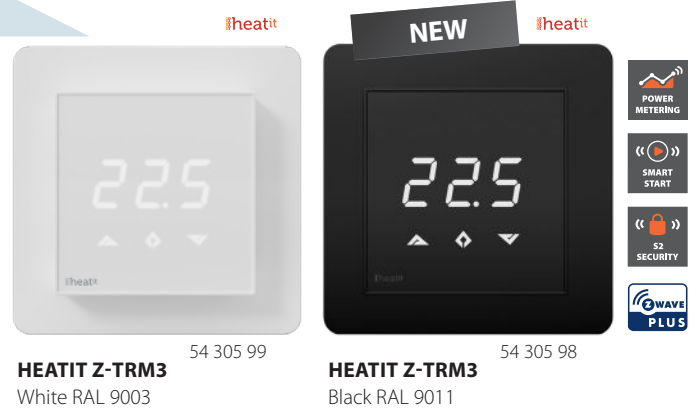 heatit
NEW
heatit
22.5
heatit
22.5
heatit
POWER
METERING
SMART
START
S2
SECURITY
Z WAVE
PLUS
54 305 99
HEATIT Z-TRM3
White RAL 9003
54 305 98
HEATIT Z-TRM3
Black RAL 9011